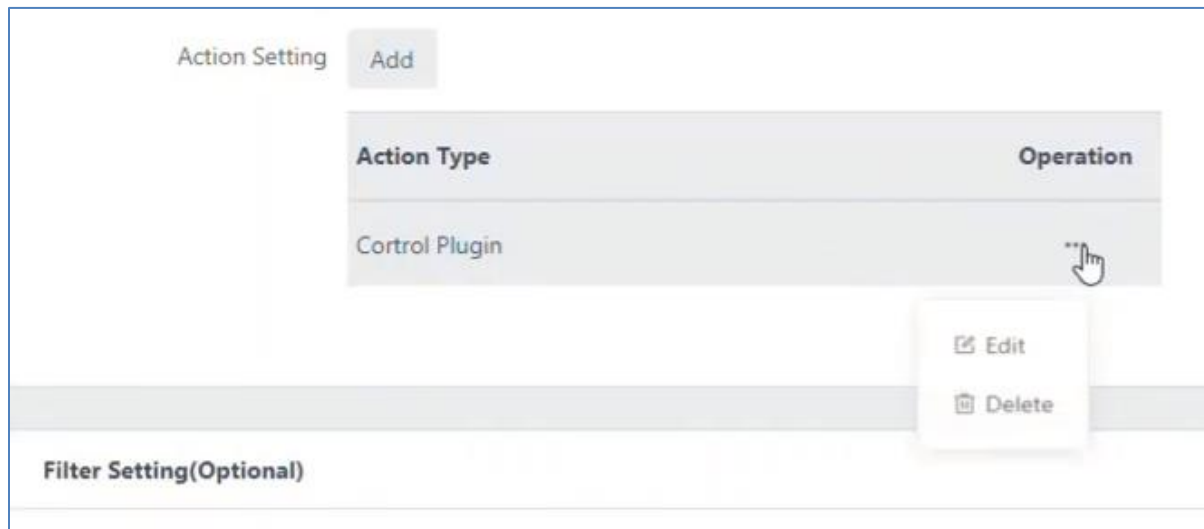 Action Setting Add
Action Type Operation
Cortrol Plugin ...
Edit
Delete
Filter Setting(Optional)